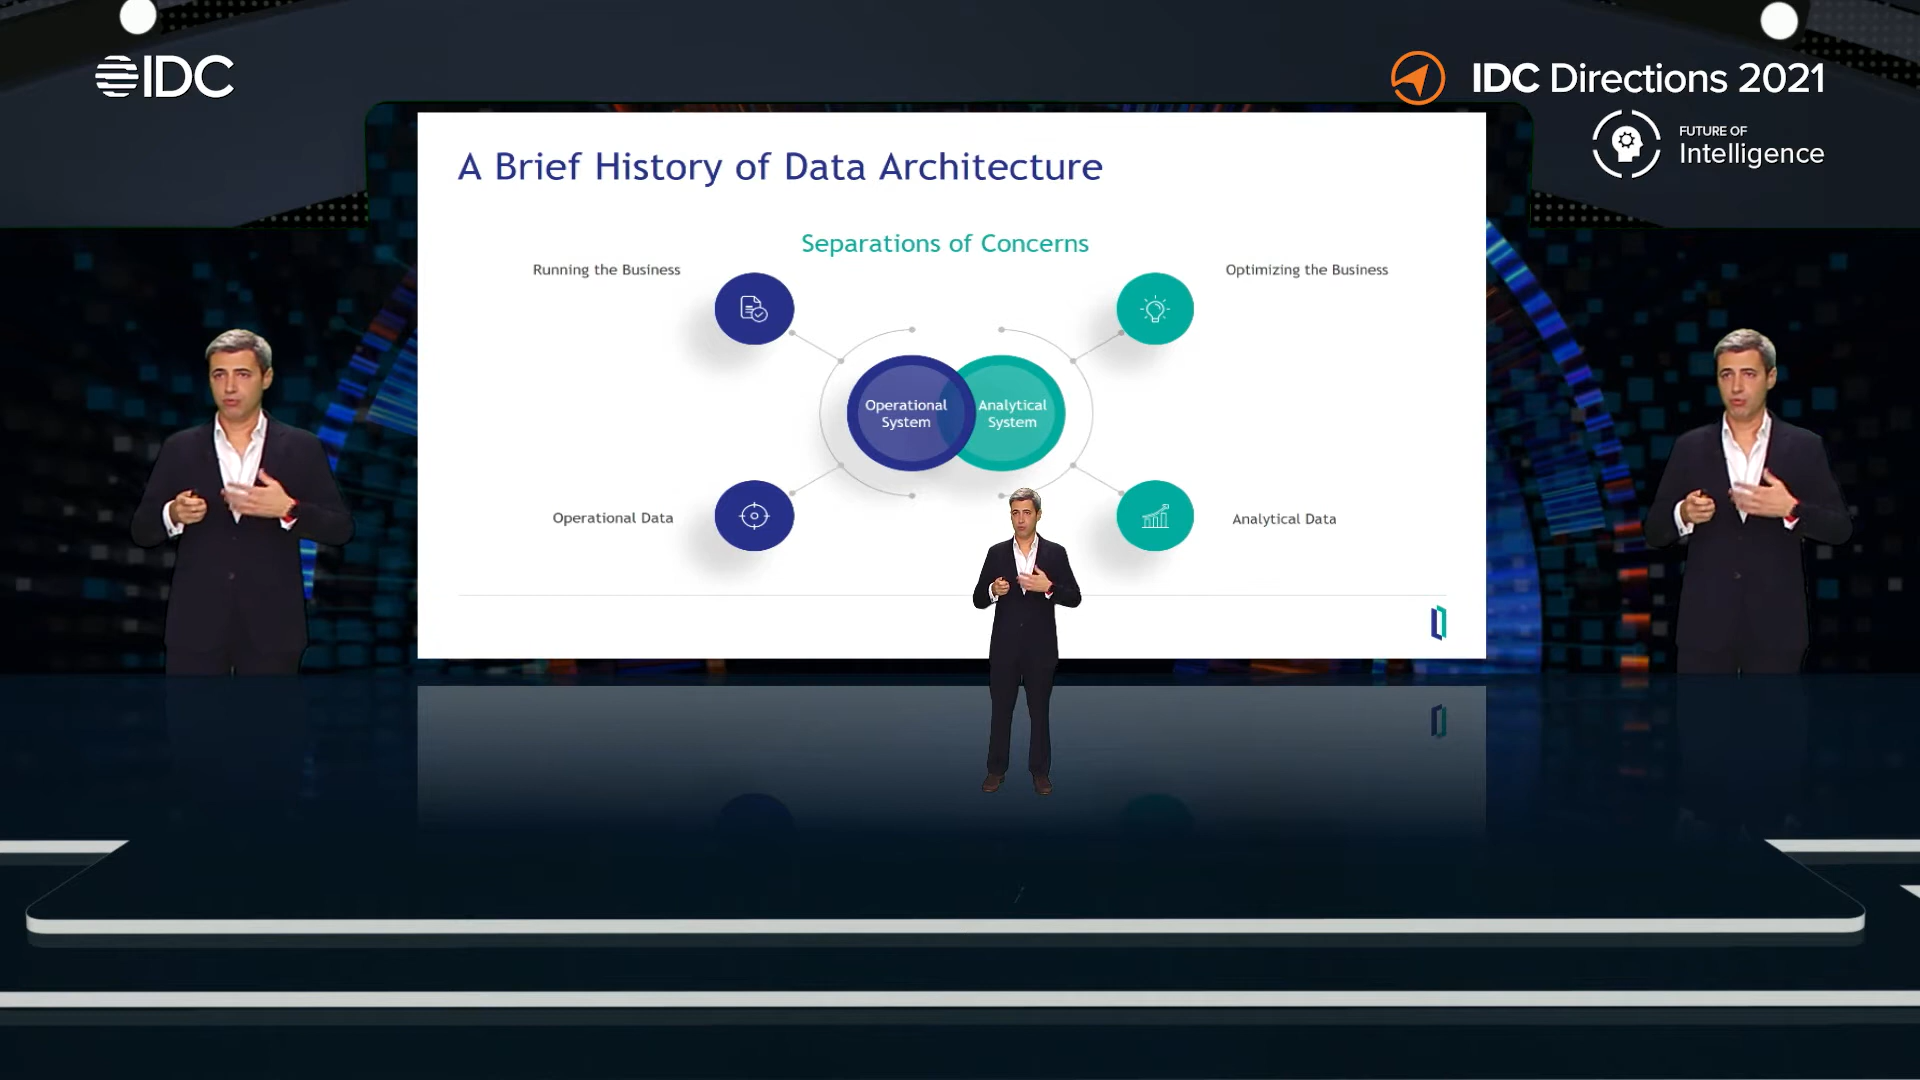 IDC
IDC Directions 2021
FUTURE OF
Intelligence
A Brief History of Data Architecture
Separations of Concerns
Running the Business
Optimizing the Business
Operational
System
Analytical
System
Operational Data
Analytical Data